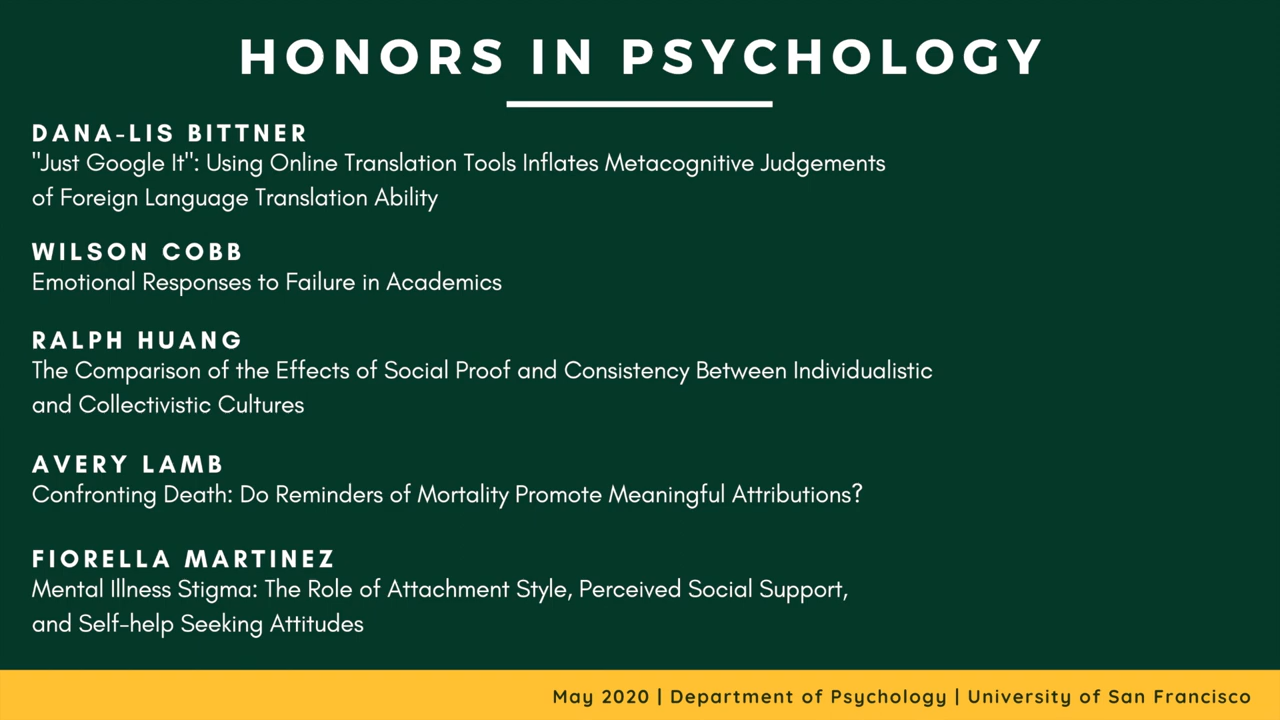 HONORS IN PSYCHOLOGY
DANA-LIS BITTNER
"Just Google It": Using Online Translation Tools Inflates Metacognitive Judgements
of Foreign Language Translation Ability
WILSON COBB
Emotional Responses to Failure in Academics
RALPH HUANG
The Comparison of the Effects of Social Proof and Consistency Between Individualistic
and Collectivistic Cultures
AVERY LAMB
Confronting Death: Do Reminders of Mortality Promote Meaningful Attributions?
FIORELLA MARTINEZ
Mental Illness Stigma: The Role of Attachment Style, Perceived Social Support,
and Self-help Seeking Attitudes
May 2020 | Department of Psychology | University of San Francisco